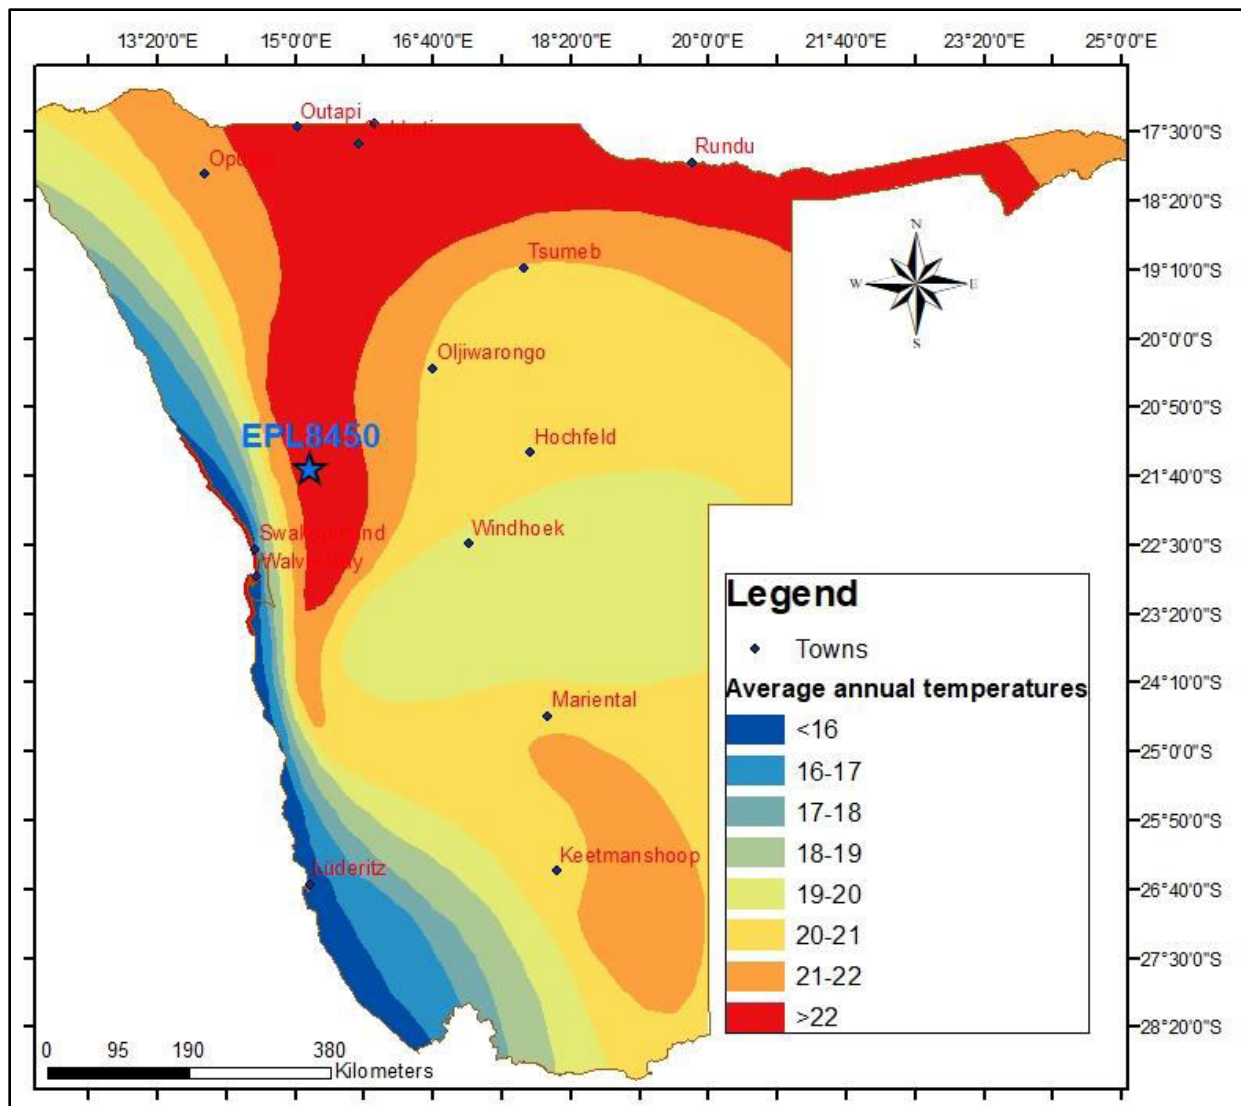 13°20'0"E 15°0'0"E 16°40'0"E 18°20'0"E 20°0'0"E 21°40'0"E 23°20'0"E 25°0'0"E
Outapi
17°30'0"S
Rundu
18°20'0"S
N
Tsumeb
19°10'0"S
W E
S
20°0'0"S
Oljiwarongo
20°50'0"S
EPL8450
Hochfeld
21°40'0"S
Windhoek
22°30'0"S
Legend
23°20'0"S
Towns
Average annual temperatures
24°10'0"S
Mariental
<16
25°0'0"S
16-17
17-18
25°50'0"S
18-19
Keetmanshoop
Lüderitz
26°40'0"S
19-20
20-21
27°30'0"S
21-22
>22
28°20'0"S
0 95 190 380
Kilometers